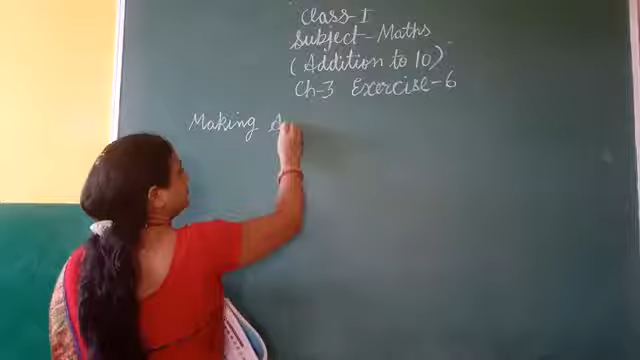 Class-I
Subject-Maths
(Addition to 10)
Ch-3 Exercise-6
Making